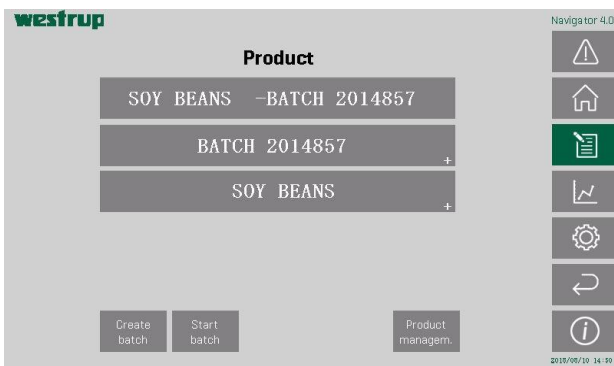 westrup
Navigator 4.0
Product
SOY BEANS -BATCH 2014857
BATCH 2014857
+
SOY BEANS
+
Create
batch
Start
batch
Product
managem.
2018/08/10 14:50